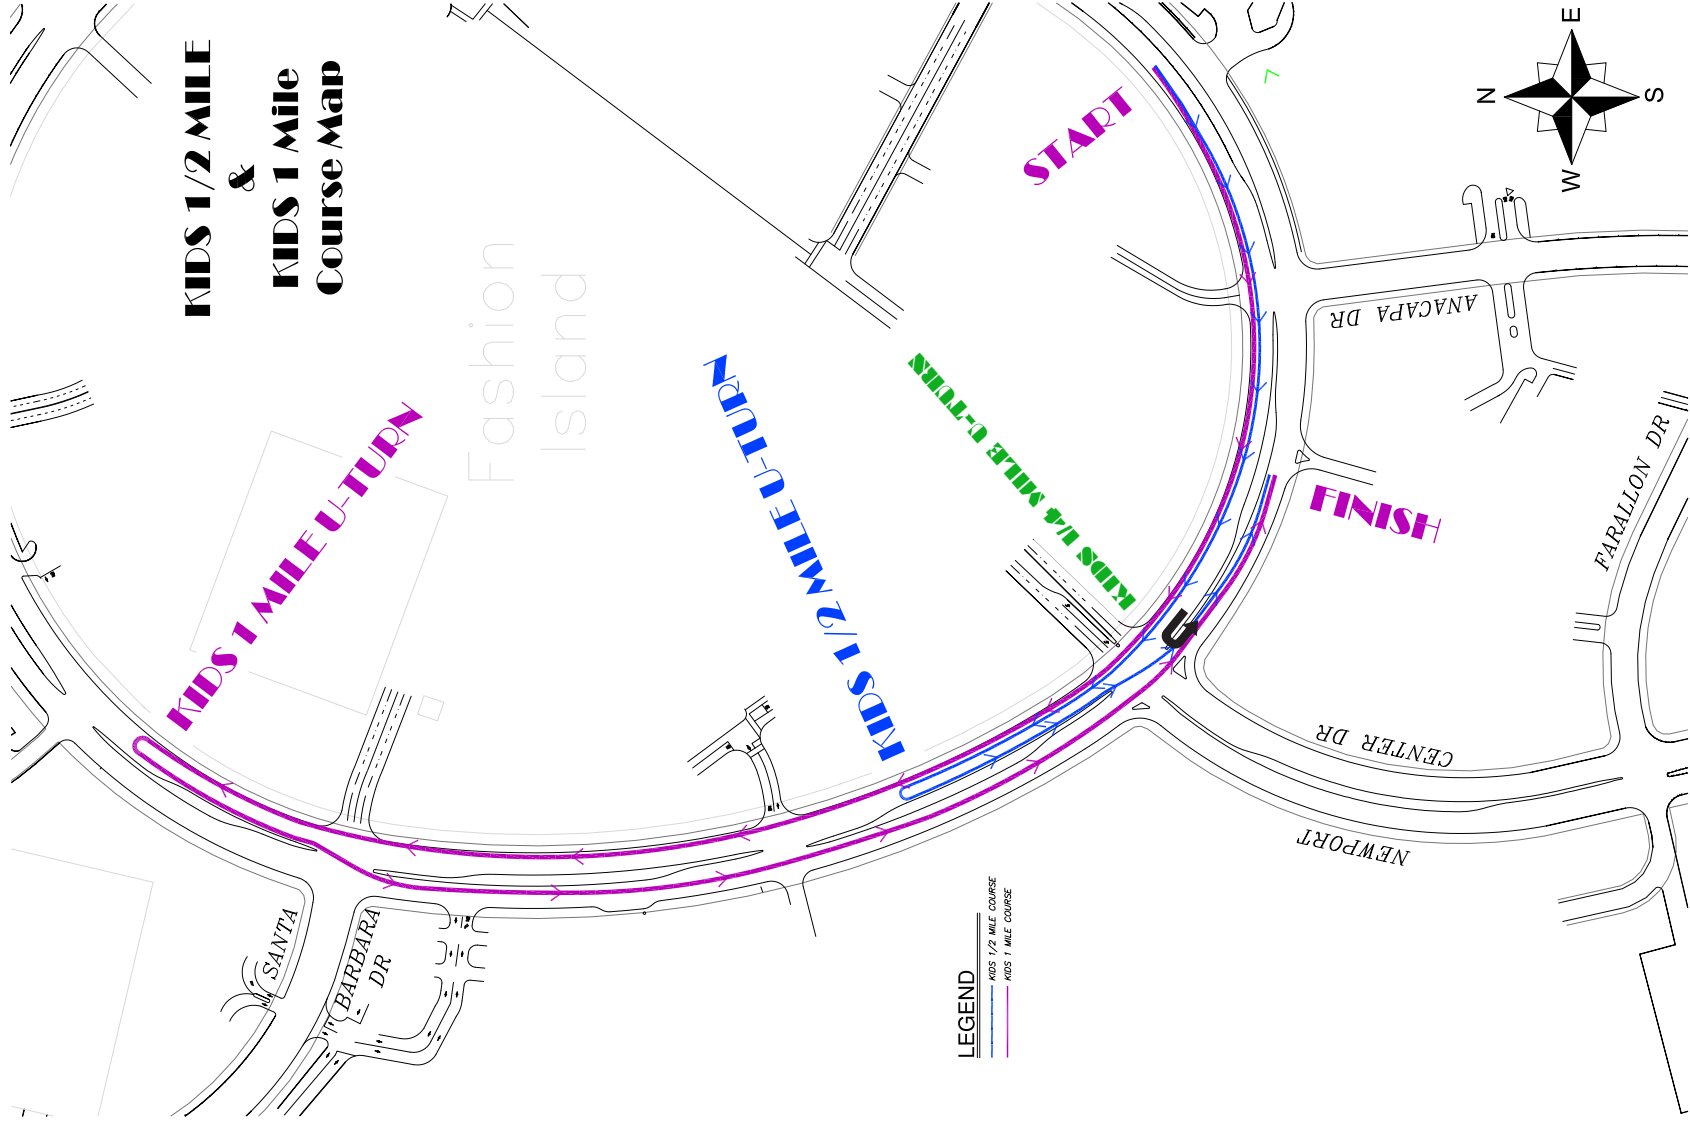 KIDS 1/2 MILE
&
KIDS 1 Mile
Course Map
Fashion
Island
START
FINISH
KIDS 1 MILE U-TURN
KIDS 1/2 MILE U-TURN
KIDS 1/4 MILE U-TURN
ANACAPA DR
FARALLON DR
CENTER DR
NEWPORT
SANTA
BARBARA
DR
LEGEND
KIDS 1/2 MILE COURSE
KIDS 1 MILE COURSE
N
E
S
W